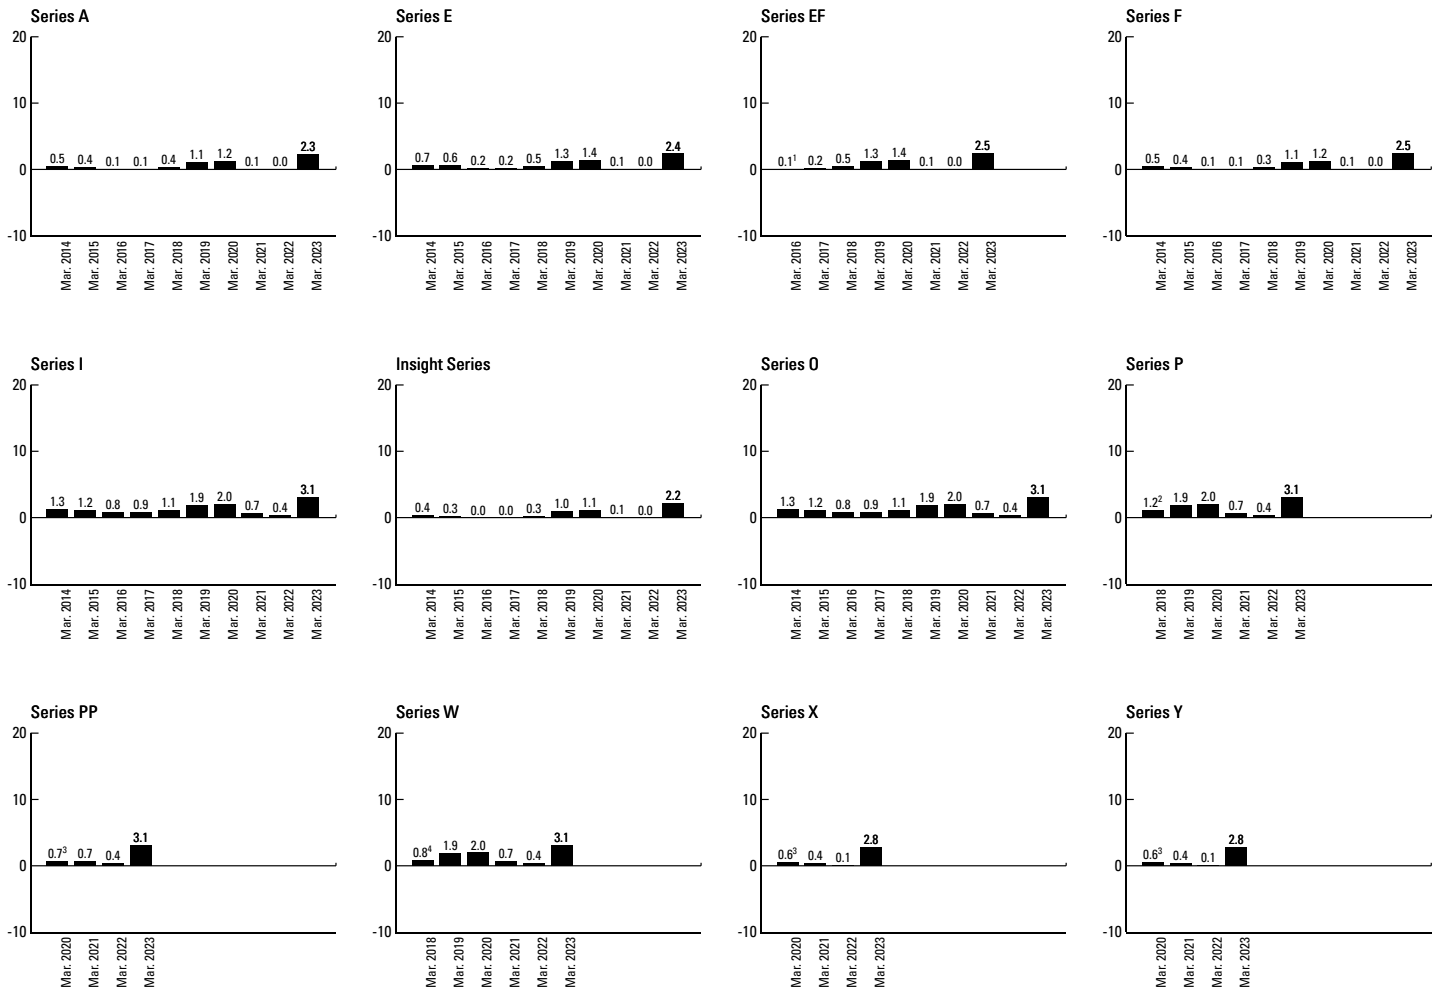 Series A
20
10
0
-10
0.5 0.4 0.1 0.1 0.4 1.1 1.2 0.1 0.0 2.3
Mar. 2014 Mar. 2015 Mar. 2016 Mar. 2017 Mar. 2018 Mar. 2019 Mar. 2020 Mar. 2021 Mar. 2022 Mar. 2023
Series E
20
10
0
-10
0.7 0.6 0.2 0.2 0.5 1.3 1.4 0.1 0.0 2.4
Mar. 2014 Mar. 2015 Mar. 2016 Mar. 2017 Mar. 2018 Mar. 2019 Mar. 2020 Mar. 2021 Mar. 2022 Mar. 2023
Series EF
20
10
0
-10
0.1¹ 0.2 0.5 1.3 1.4 0.1 0.0 2.5
Mar. 2016 Mar. 2017 Mar. 2018 Mar. 2019 Mar. 2020 Mar. 2021 Mar. 2022 Mar. 2023
Series F
20
10
0
-10
0.5 0.4 0.1 0.1 0.3 1.1 1.2 0.1 0.0 2.5
Mar. 2014 Mar. 2015 Mar. 2016 Mar. 2017 Mar. 2018 Mar. 2019 Mar. 2020 Mar. 2021 Mar. 2022 Mar. 2023
Series I
20
10
0
-10
1.3 1.2 0.8 0.9 1.1 1.9 2.0 0.7 0.4 3.1
Mar. 2014 Mar. 2015 Mar. 2016 Mar. 2017 Mar. 2018 Mar. 2019 Mar. 2020 Mar. 2021 Mar. 2022 Mar. 2023
Insight Series
20
10
0
-10
0.4 0.3 0.0 0.0 0.3 1.0 1.1 0.1 0.0 2.2
Mar. 2014 Mar. 2015 Mar. 2016 Mar. 2017 Mar. 2018 Mar. 2019 Mar. 2020 Mar. 2021 Mar. 2022 Mar. 2023
Series O
20
10
0
-10
1.3 1.2 0.8 0.9 1.1 1.9 2.0 0.7 0.4 3.1
Mar. 2014 Mar. 2015 Mar. 2016 Mar. 2017 Mar. 2018 Mar. 2019 Mar. 2020 Mar. 2021 Mar. 2022 Mar. 2023
Series P
20
10
0
-10
1.2² 1.9 2.0 0.7 0.4 3.1
Mar. 2018 Mar. 2019 Mar. 2020 Mar. 2021 Mar. 2022 Mar. 2023
Series PP
20
10
0
-10
0.7³ 0.7 0.4 3.1
Mar. 2020 Mar. 2021 Mar. 2022 Mar. 2023
Series W
20
10
0
-10
0.8⁴ 1.9 2.0 0.7 0.4 3.1
Mar. 2018 Mar. 2019 Mar. 2020 Mar. 2021 Mar. 2022 Mar. 2023
Series X
20
10
0
-10
0.6³ 0.4 0.1 2.8
Mar. 2020 Mar. 2021 Mar. 2022 Mar. 2023
Series Y
20
10
0
-10
0.6³ 0.4 0.1 2.8
Mar. 2020 Mar. 2021 Mar. 2022 Mar. 2023